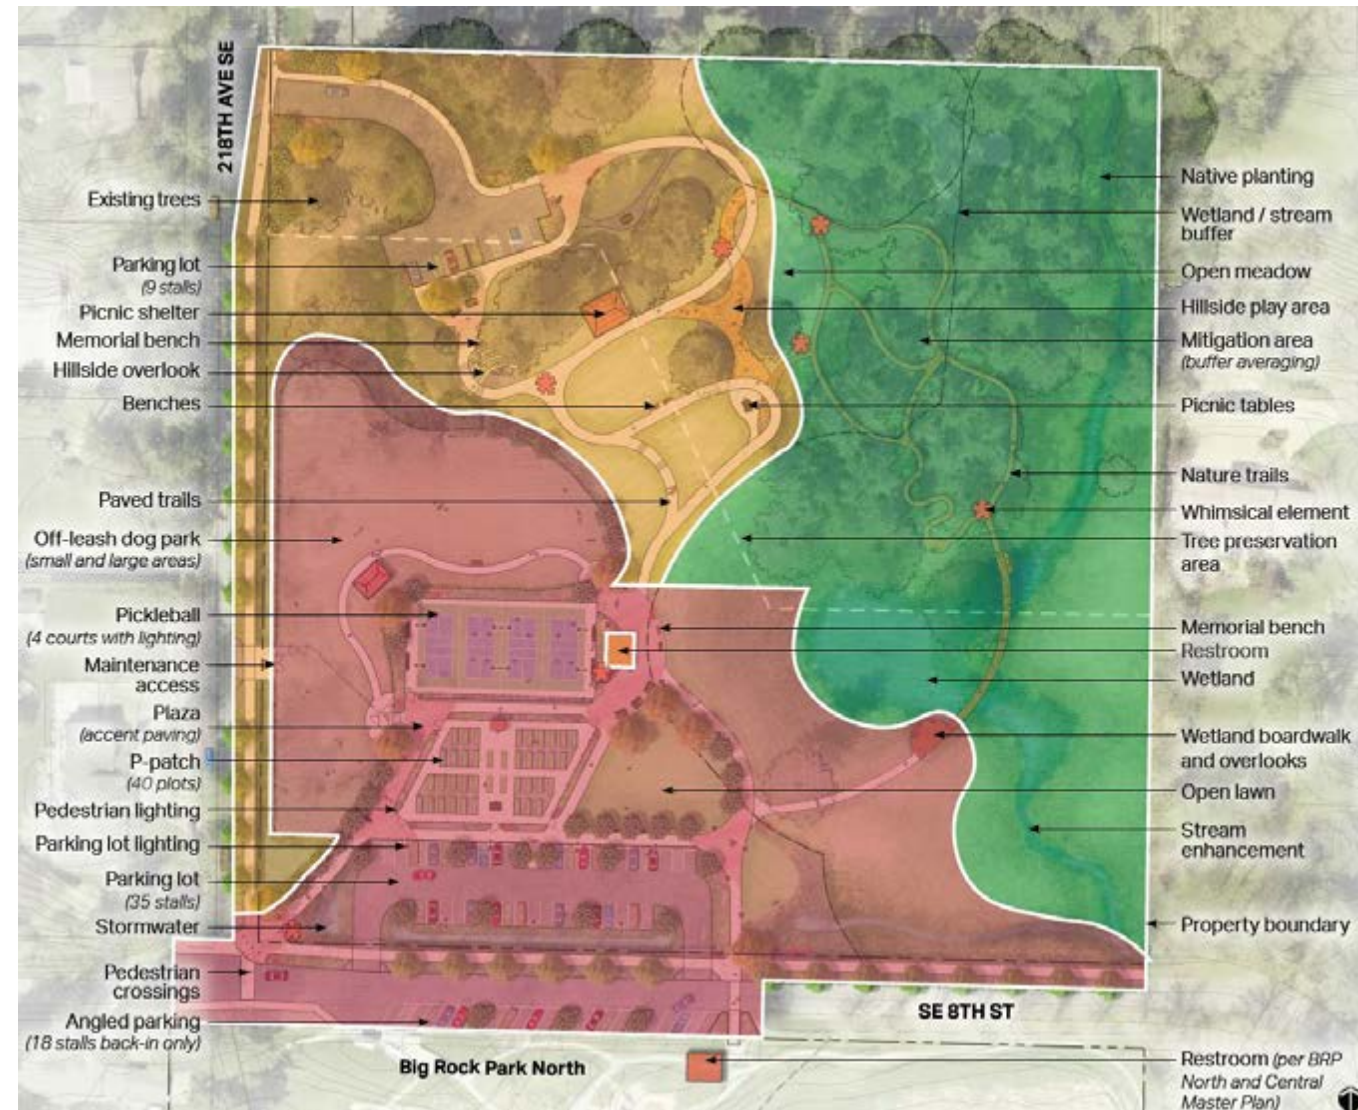 218TH AVE SE
Existing trees
Parking lot
(9 stalls)
Picnic shelter
Memorial bench
Hillside overlook
Benches
Paved trails
Off-leash dog park
(small and large areas)
Pickleball
(4 courts with lighting)
Maintenance
access
Plaza
(accent paving)
P-patch
(40 plots)
Pedestrian lighting
Parking lot lighting
Parking lot
(35 stalls)
Stormwater
Pedestrian
crossings
Angled parking
(18 stalls back-in only)
Native planting
Wetland / stream
buffer
Open meadow
Hillside play area
Mitigation area
(buffer averaging)
Picnic tables
Nature trails
Whimsical element
Tree preservation
area
Memorial bench
Restroom
Wetland
Wetland boardwalk
and overlooks
Open lawn
Stream
enhancement
Property boundary
SE 8TH ST
Big Rock Park North
Restroom (per BRP
North and Central
Master Plan)